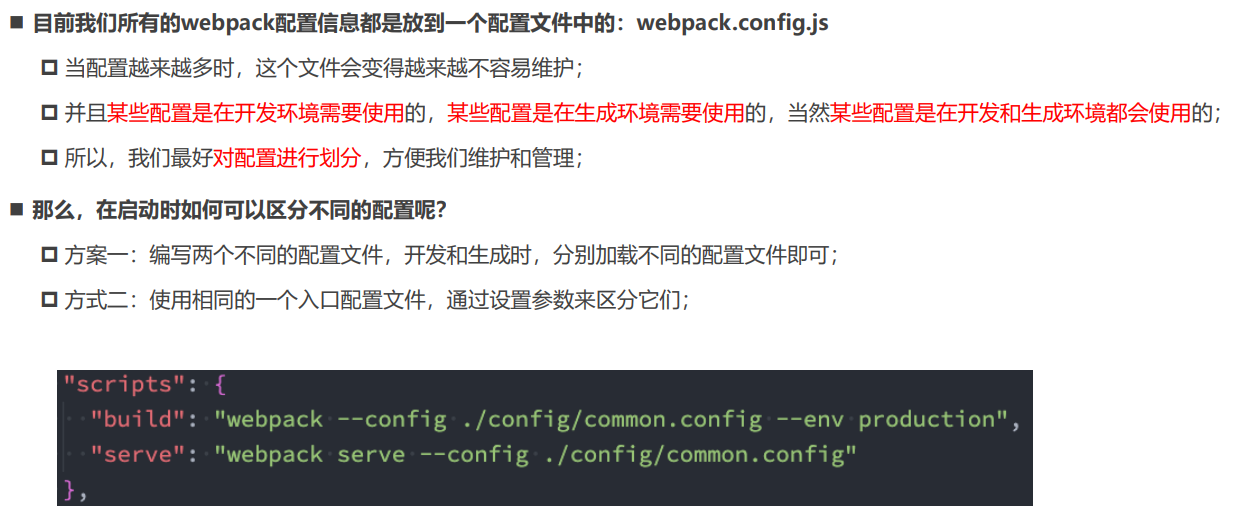 ■ 目前我们所有的webpack配置信息都是放到一个配置文件中的：webpack.config.js
当配置越来越多时，这个文件会变得越来越不容易维护；
并且某些配置是在开发环境需要使用的，某些配置是在生成环境需要使用的，当然某些配置是在开发和生成环境都会使用的；
所以，我们最好对配置进行划分，方便我们维护和管理；
■ 那么，在启动时如何可以区分不同的配置呢？
方案一：编写两个不同的配置文件，开发和生成时，分别加载不同的配置文件即可；
方式二：使用相同的一个入口配置文件，通过设置参数来区分它们；
"scripts": {
"build": "webpack --config ./config/common.config --env production",
"serve": "webpack serve --config ./config/common.config"
},